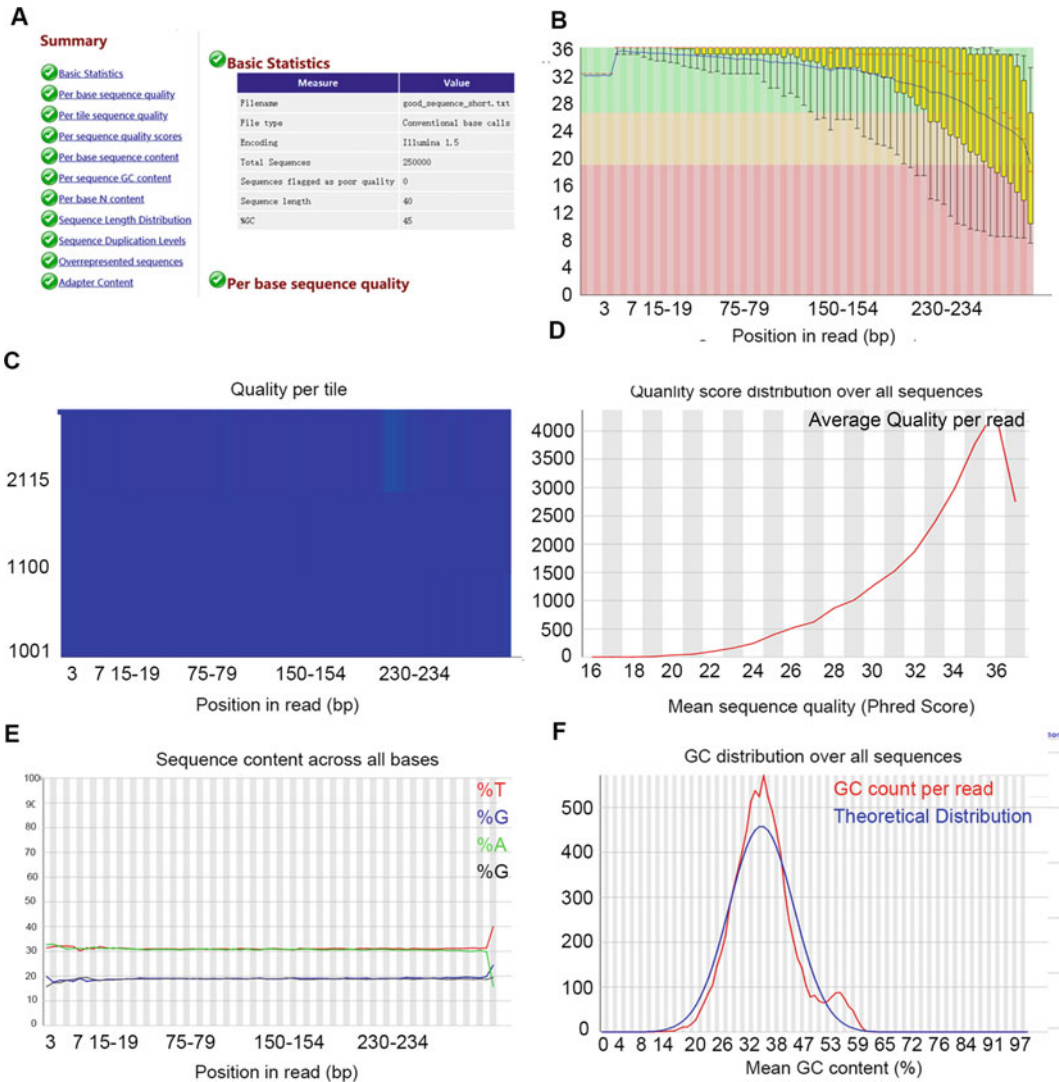 A
Summary
Basic Statistics
Per base sequence quality
Per tile sequence quality
Per sequence quality scores
Per base sequence content
Per sequence GC content
Per base N content
Sequence Length Distribution
Sequence Duplication Levels
Overrepresented sequences
Adapter Content
Basic Statistics
Measure Value
Filename good_sequence_short.txt
File type Conventional base calls
Encoding Illumina 1.5
Total Sequences 250000
Sequences flagged as poor quality 0
Sequence length 40
%GC 45
Per base sequence quality
B
36
32
28
24
20
16
12
8
4
0
3 7 15-19 75-79 150-154 230-234
Position in read (bp)
C
Quality per tile
2115
1100
1001
3 7 15-19 75-79 150-154 230-234
Position in read (bp)
D
Quanlity score distribution over all sequences
Average Quality per read
4000
3500
3000
2500
2000
1500
1000
500
0
16 18 20 22 24 26 28 30 32 34 36
Mean sequence quality (Phred Score)
E
Sequence content across all bases
%T
%G
%A
%G
100
90
80
70
60
50
40
30
20
10
0
3 7 15-19 75-79 150-154 230-234
Position in read (bp)
F
GC distribution over all sequences
GC count per read
Theoretical Distribution
500
400
300
200
100
0
0 4 8 14 20 26 32 38 42 47 53 59 65 72 76 84 91 97
Mean GC content (%)